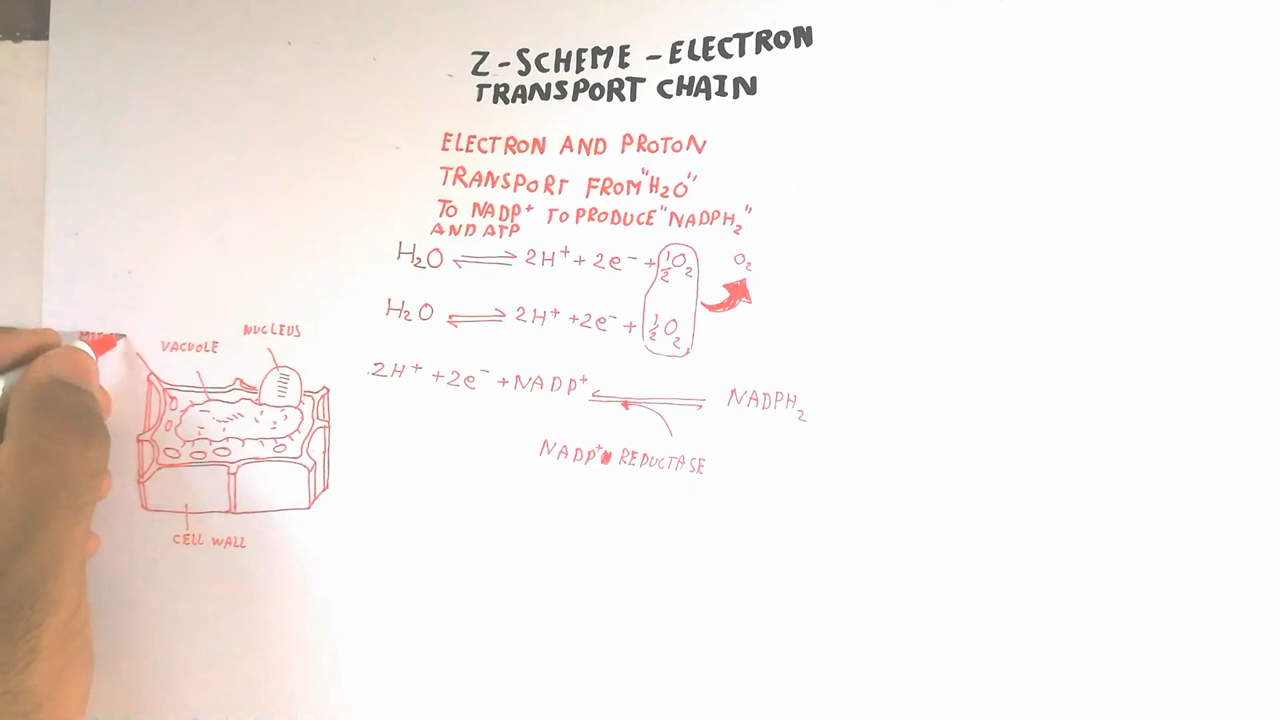 Z-SCHEME - ELECTRON
TRANSPORT CHAIN
ELECTRON AND PROTON
TRANSPORT FROM "H₂O"
TO NADP⁺ TO PRODUCE "NADPH₂"
AND ATP
H₂O ⇌ 2H⁺ + 2e⁻ + ½O₂
O₂
H₂O ⇌ 2H⁺ + 2e⁻ + ½O₂
2H⁺ + 2e⁻ + NADP⁺ ⇌ NADPH₂
NADP⁺ REDUCTASE
NUCLEUS
VACUOLE
CELL WALL